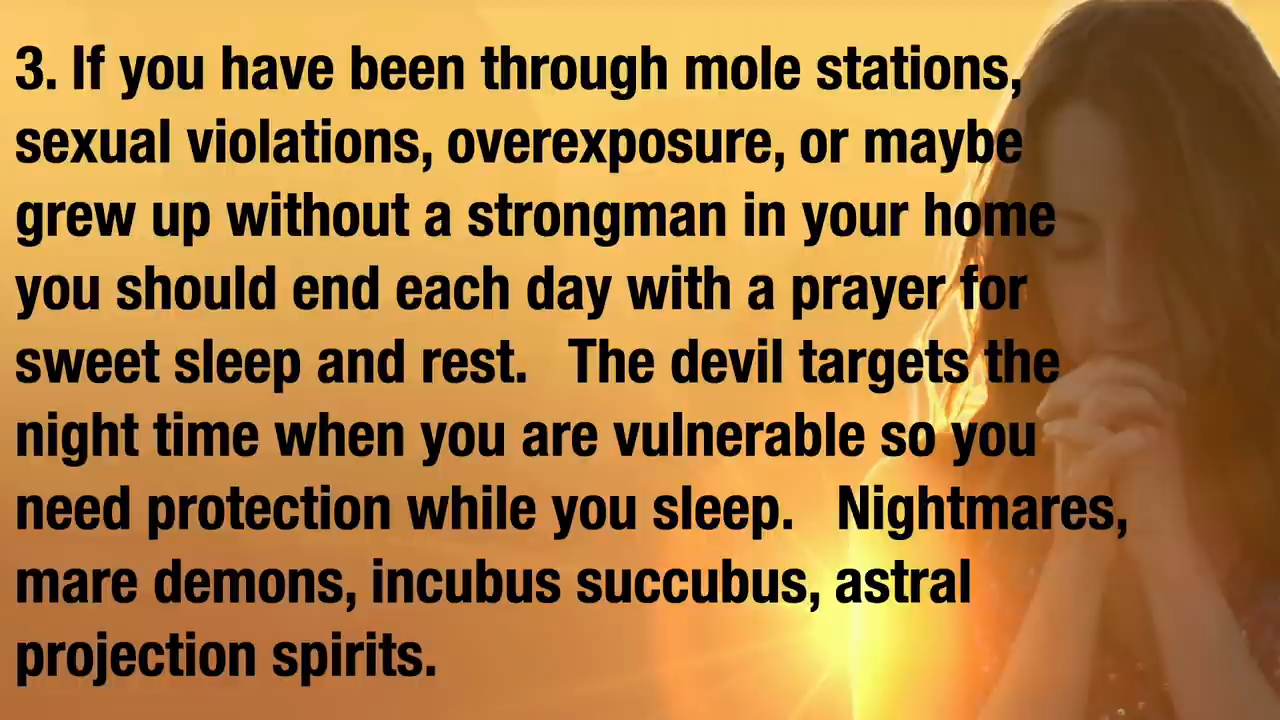 3. If you have been through mole stations,
sexual violations, overexposure, or maybe
grew up without a strongman in your home
you should end each day with a prayer for
sweet sleep and rest.   The devil targets the
night time when you are vulnerable so you
need protection while you sleep.   Nightmares,
mare demons, incubus succubus, astral
projection spirits.